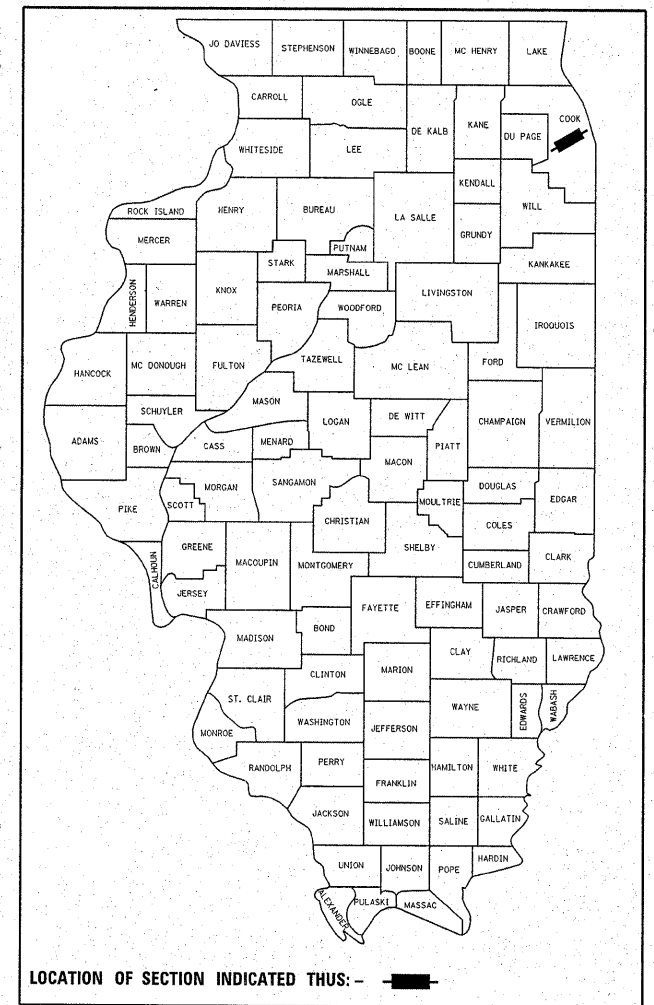 JO DAVIESS STEPHENSON WINNEBAGO BOONE MC HENRY LAKE
CARROLL OGLE DE KALB KANE DU PAGE COOK
WHITESIDE LEE
KENDALL WILL
ROCK ISLAND HENRY BUREAU LA SALLE GRUNDY
MERCER PUTNAM KANKAKEE
STARK MARSHALL
HENDERSON WARREN KNOX PEORIA WOODFORD LIVINGSTON IROQUOIS
HANCOCK MC DONOUGH FULTON TAZEWELL MC LEAN FORD
SCHUYLER MASON LOGAN DE WITT CHAMPAIGN VERMILION
ADAMS BROWN CASS MENARD MACON PIATT
PIKE SCOTT MORGAN SANGAMON MOULTRIE DOUGLAS EDGAR
CHRISTIAN COLES
CALHOUN GREENE MACOUPIN MONTGOMERY SHELBY CUMBERLAND CLARK
JERSEY
MADISON BOND FAYETTE EFFINGHAM JASPER CRAWFORD
CLINTON MARION CLAY RICHLAND LAWRENCE
ST. CLAIR WASHINGTON JEFFERSON WAYNE EDWARDS WABASH
MONROE
RANDOLPH PERRY FRANKLIN HAMILTON WHITE
JACKSON WILLIAMSON SALINE GALLATIN
UNION JOHNSON POPE HARDIN
ALEXANDER PULASKI MASSAC
LOCATION OF SECTION INDICATED THUS: -